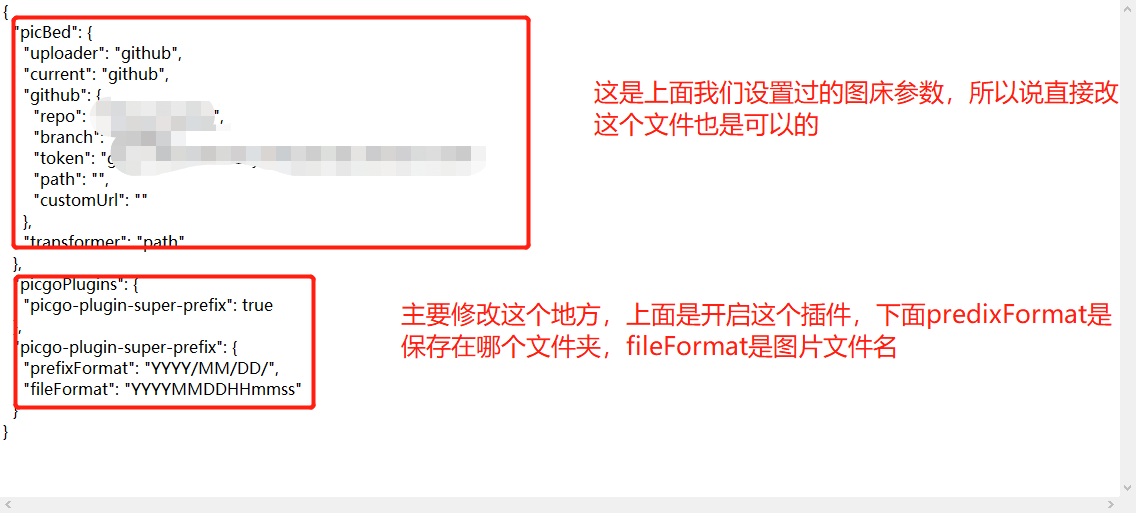 {
"picBed": {
"uploader": "github",
"current": "github",
"github": {
"repo": ",
"branch":
"token": "g
"path": "",
"customUrl": ""
},
"transformer": "path"
},
"picgoPlugins": {
"picgo-plugin-super-prefix": true
,
"picgo-plugin-super-prefix": {
"prefixFormat": "YYYY/MM/DD/",
"fileFormat": "YYYYMMDDHHmmss"
}
}
这是上面我们设置过的图床参数，所以说直接改
这个文件也是可以的
主要修改这个地方，上面是开启这个插件，下面predixFormat是
保存在哪个文件夹，fileFormat是图片文件名